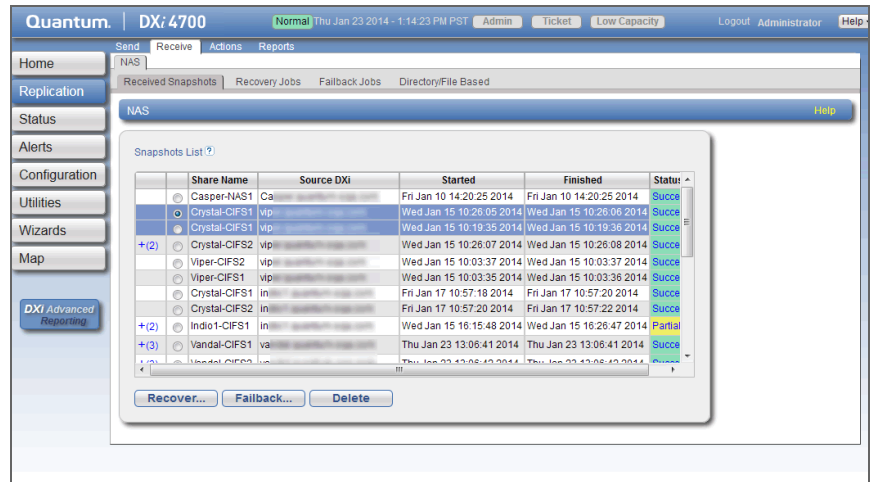 Quantum. DXi4700 Normal Thu Jan 23 2014 - 1:14:23 PM PST Admin Ticket Low Capacity Logout Administrator Help
Send Receive Actions Reports
Home
Replication
Status
Alerts
Configuration
Utilities
Wizards
Map
DXi Advanced
Reporting
NAS
Received Snapshots Recovery Jobs Failback Jobs Directory/File Based
NAS Help
Snapshots List ?
Share Name Source DXi Started Finished Status
Casper-NAS1 Ca Fri Jan 10 14:20:25 2014 Fri Jan 10 14:20:25 2014 Succe
Crystal-CIFS1 vip Wed Jan 15 10:26:05 2014 Wed Jan 15 10:26:06 2014 Succe
Crystal-CIFS1 vip Wed Jan 15 10:19:35 2014 Wed Jan 15 10:19:36 2014 Succe
+(2) Crystal-CIFS2 vip Wed Jan 15 10:26:07 2014 Wed Jan 15 10:26:08 2014 Succe
Viper-CIFS2 vip Wed Jan 15 10:03:37 2014 Wed Jan 15 10:03:37 2014 Succe
Viper-CIFS1 vip Wed Jan 15 10:03:35 2014 Wed Jan 15 10:03:36 2014 Succe
Crystal-CIFS1 in Fri Jan 17 10:57:18 2014 Fri Jan 17 10:57:20 2014 Succe
Crystal-CIFS2 in Fri Jan 17 10:57:20 2014 Fri Jan 17 10:57:22 2014 Succe
+(2) Indio1-CIFS1 in Wed Jan 15 16:15:48 2014 Wed Jan 15 16:26:47 2014 Partial
+(3) Vandal-CIFS1 va Thu Jan 23 13:06:41 2014 Thu Jan 23 13:06:41 2014 Succe
Recover... Failback... Delete